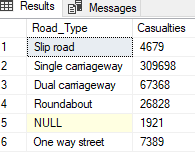 Results Messages
Road_Type Casualties
1 Slip road 4679
2 Single carriageway 309698
3 Dual carriageway 67368
4 Roundabout 26828
5 NULL 1921
6 One way street 7389